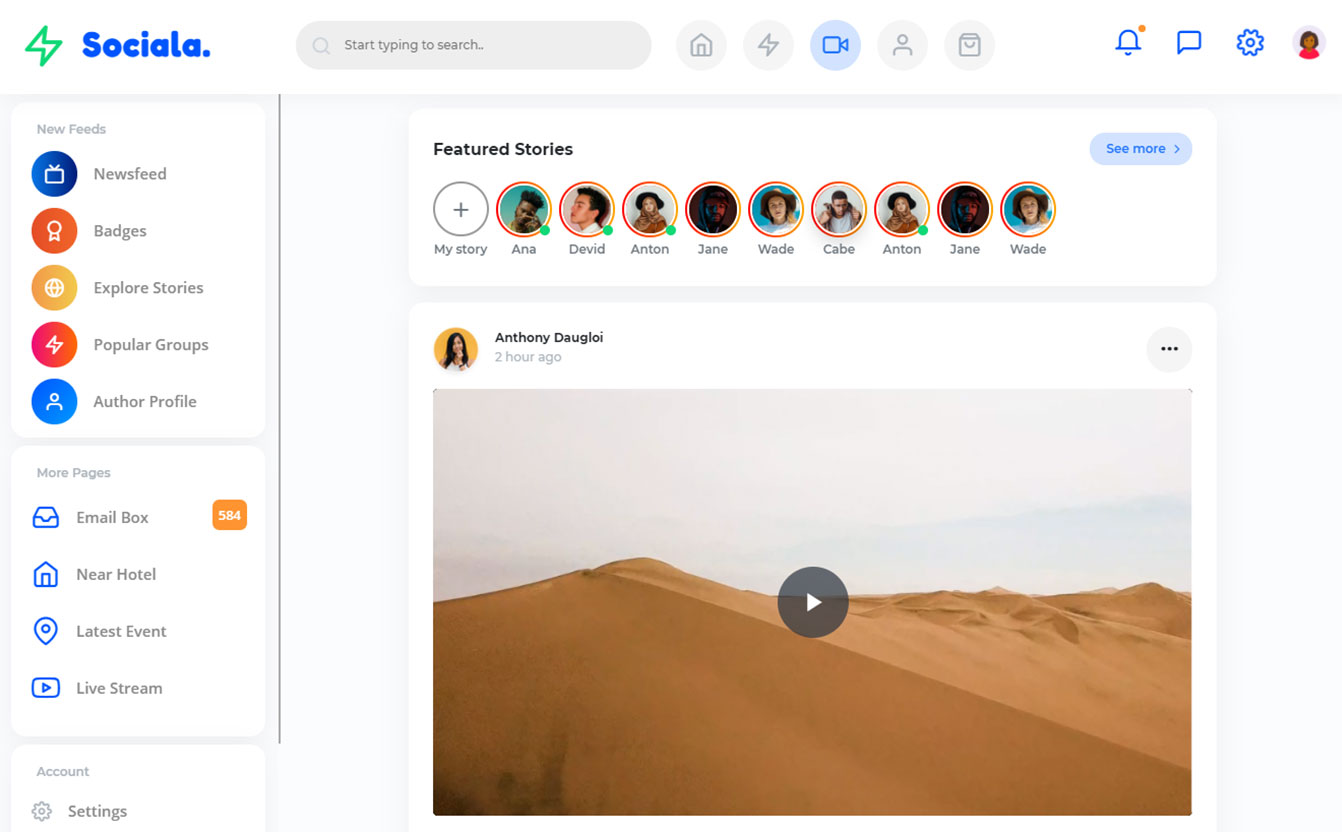 Sociala.
Start typing to search..
New Feeds
Newsfeed
Badges
Explore Stories
Popular Groups
Author Profile
More Pages
Email Box
584
Near Hotel
Latest Event
Live Stream
Account
Settings
Featured Stories
See more
My story
Ana
Devid
Anton
Jane
Wade
Cabe
Anton
Jane
Wade
Anthony Daugloi
2 hour ago